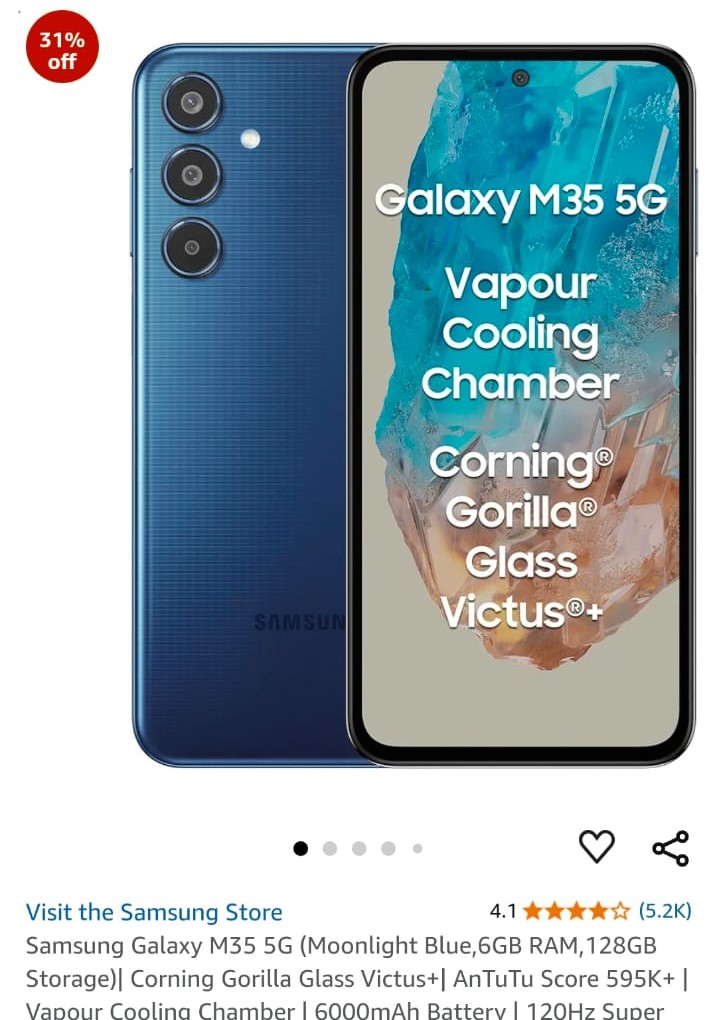 31%
off
Galaxy M35 5G
Vapour
Cooling
Chamber
Corning®
Gorilla®
Glass
Victus®+
SAMSUN
Visit the Samsung Store
4.1 (5.2K)
Samsung Galaxy M35 5G (Moonlight Blue,6GB RAM,128GB
Storage)| Corning Gorilla Glass Victus+| AnTuTu Score 595K+ |
Vapour Cooling Chamber | 6000mAh Battery | 120Hz Super